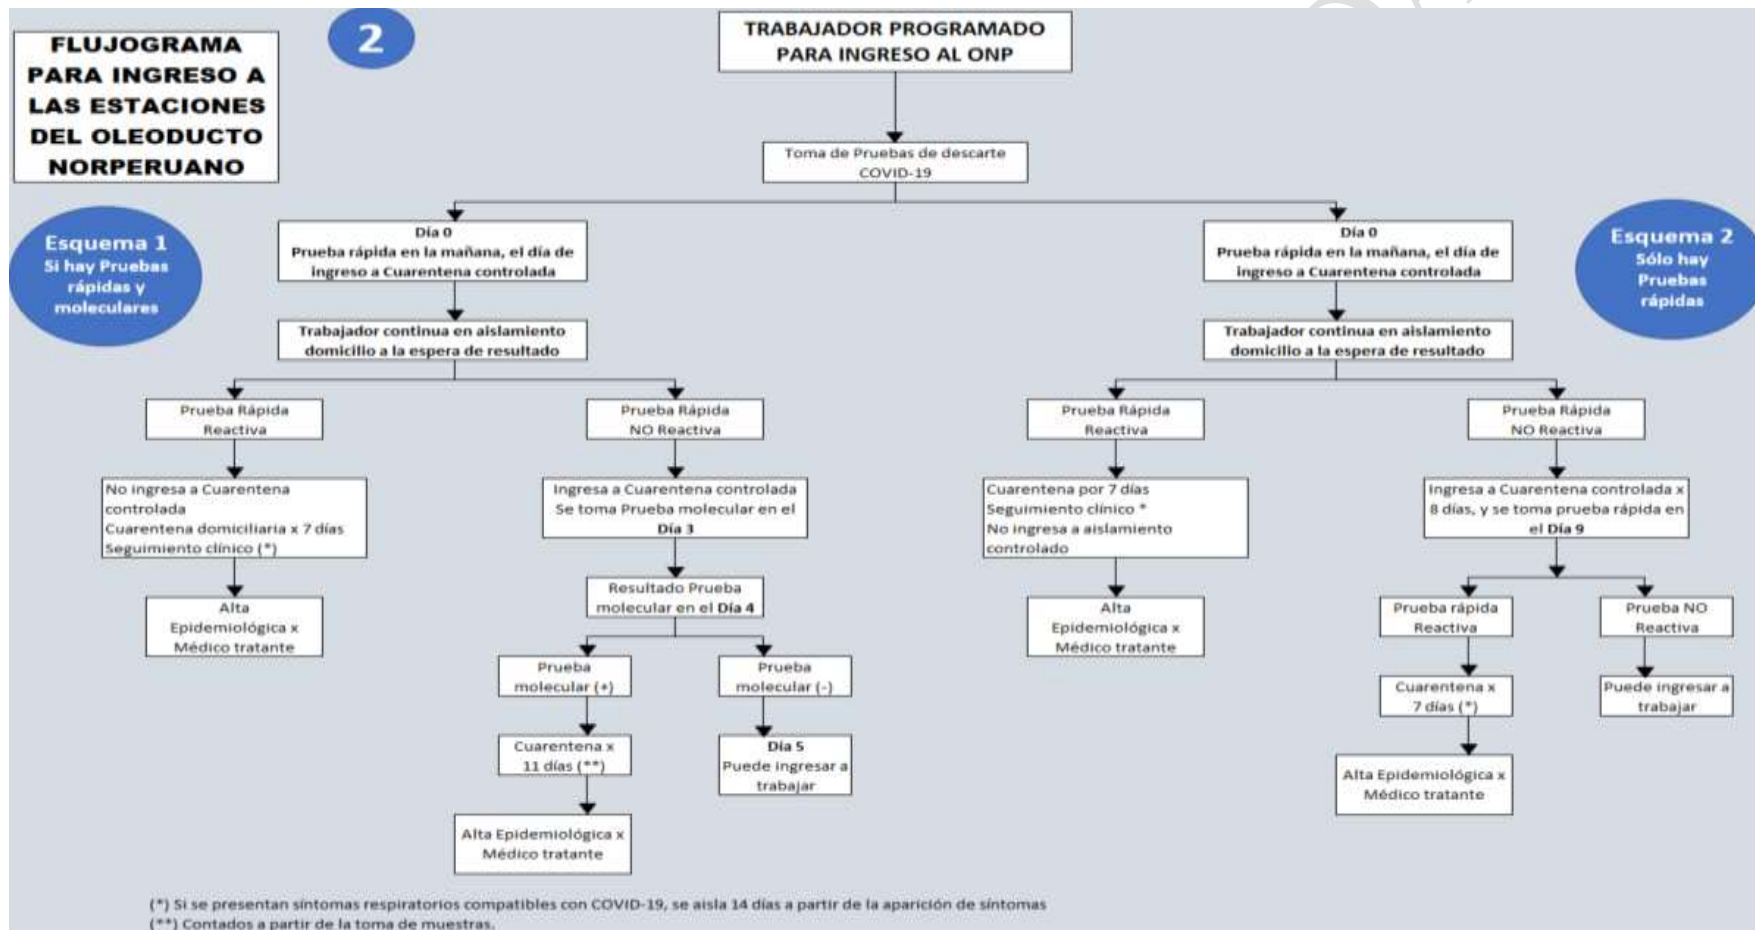 FLUJOGRAMA
PARA INGRESO A
LAS ESTACIONES
DEL OLEODUCTO
NORPERUANO
2
TRABAJADOR PROGRAMADO
PARA INGRESO AL ONP
Toma de Pruebas de descarte
COVID-19
Esquema 1
Si hay Pruebas
rápidas y
moleculares
Día 0
Prueba rápida en la mañana, el día de
ingreso a Cuarentena controlada
Trabajador continua en aislamiento
domicilio a la espera de resultado
Prueba Rápida
Reactiva
No ingresa a Cuarentena
controlada
Cuarentena domiciliaria x 7 días
Seguimiento clínico (*)
Alta
Epidemiológica x
Médico tratante
Prueba Rápida
NO Reactiva
Ingresa a Cuarentena controlada
Se toma Prueba molecular en el
Día 3
Resultado Prueba
molecular en el Día 4
Prueba
molecular (+)
Cuarentena x
11 días (**)
Alta Epidemiológica x
Médico tratante
Prueba
molecular (-)
Día 5
Puede ingresar a
trabajar
Esquema 2
Sólo hay
Pruebas
rápidas
Día 0
Prueba rápida en la mañana, el día de
ingreso a Cuarentena controlada
Trabajador continua en aislamiento
domicilio a la espera de resultado
Prueba Rápida
Reactiva
Cuarentena por 7 días
Seguimiento clínico *
No ingresa a aislamiento
controlado
Alta
Epidemiológica x
Médico tratante
Prueba Rápida
NO Reactiva
Ingresa a Cuarentena controlada x
8 días, y se toma prueba rápida en
el Día 9
Prueba rápida
Reactiva
Cuarentena x
7 días (*)
Alta Epidemiológica x
Médico tratante
Prueba NO
Reactiva
Puede ingresar a
trabajar
(*) Si se presentan síntomas respiratorios compatibles con COVID-19, se aisla 14 días a partir de la aparición de síntomas
(**) Contados a partir de la toma de muestras.